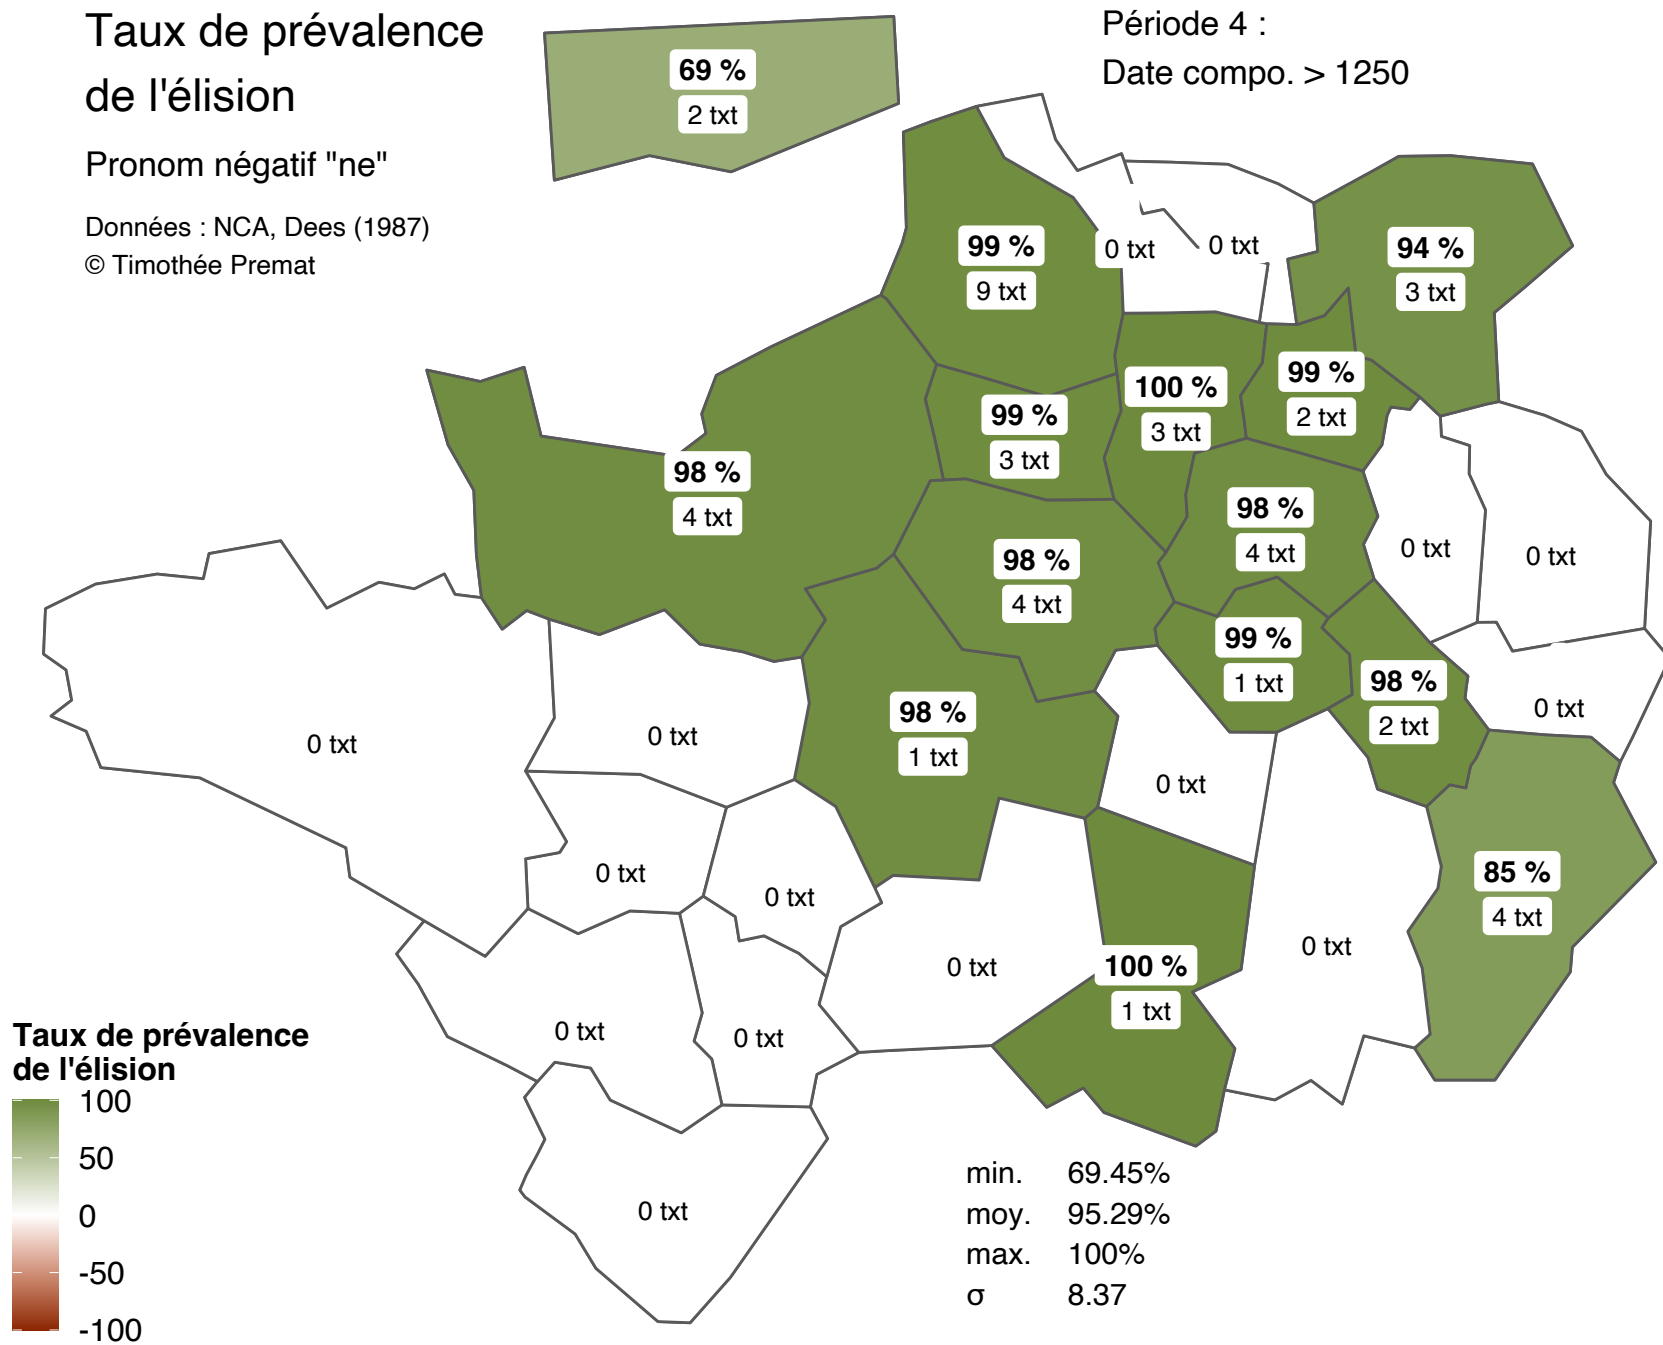 Taux de prévalence
de l'élision
Pronom négatif "ne"
Données : NCA, Dees (1987)
© Timothée Premat
Période 4 :
Date compo. > 1250
69 %
2 txt
99 %
9 txt
0 txt
0 txt
94 %
3 txt
99 %
3 txt
100 %
3 txt
99 %
2 txt
98 %
4 txt
98 %
4 txt
98 %
4 txt
0 txt
0 txt
99 %
1 txt
98 %
2 txt
0 txt
0 txt
0 txt
98 %
1 txt
0 txt
0 txt
0 txt
85 %
4 txt
0 txt
100 %
1 txt
0 txt
0 txt
0 txt
0 txt
Taux de prévalence
de l'élision
100
50
0
-50
-100
min. 69.45%
moy. 95.29%
max. 100%
σ 8.37